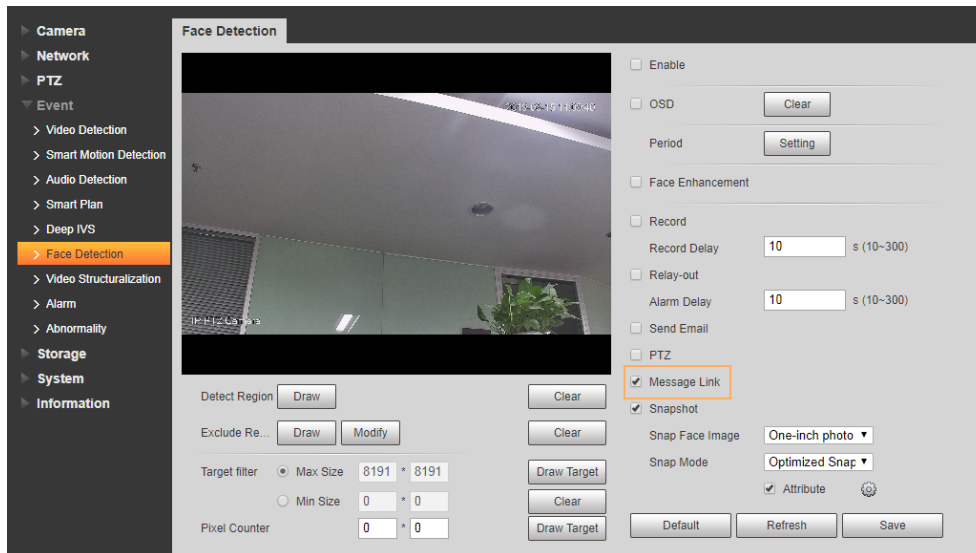 Camera
Network
PTZ
Event
Video Detection
Smart Motion Detection
Audio Detection
Smart Plan
Deep IVS
Face Detection
Video Structuralization
Alarm
Abnormality
Storage
System
Information
Face Detection
IP PTZ Camera
Detect Region Draw Clear
Exclude Re... Draw Modify Clear
Target filter Max Size 8191 * 8191 Draw Target
Min Size 0 * 0 Clear
Pixel Counter 0 * 0 Draw Target
Enable
OSD Clear
Period Setting
Face Enhancement
Record
Record Delay 10 s (10~300)
Relay-out
Alarm Delay 10 s (10~300)
Send Email
PTZ
Message Link
Snapshot
Snap Face Image One-inch photo
Snap Mode Optimized Snap
Attribute
Default Refresh Save